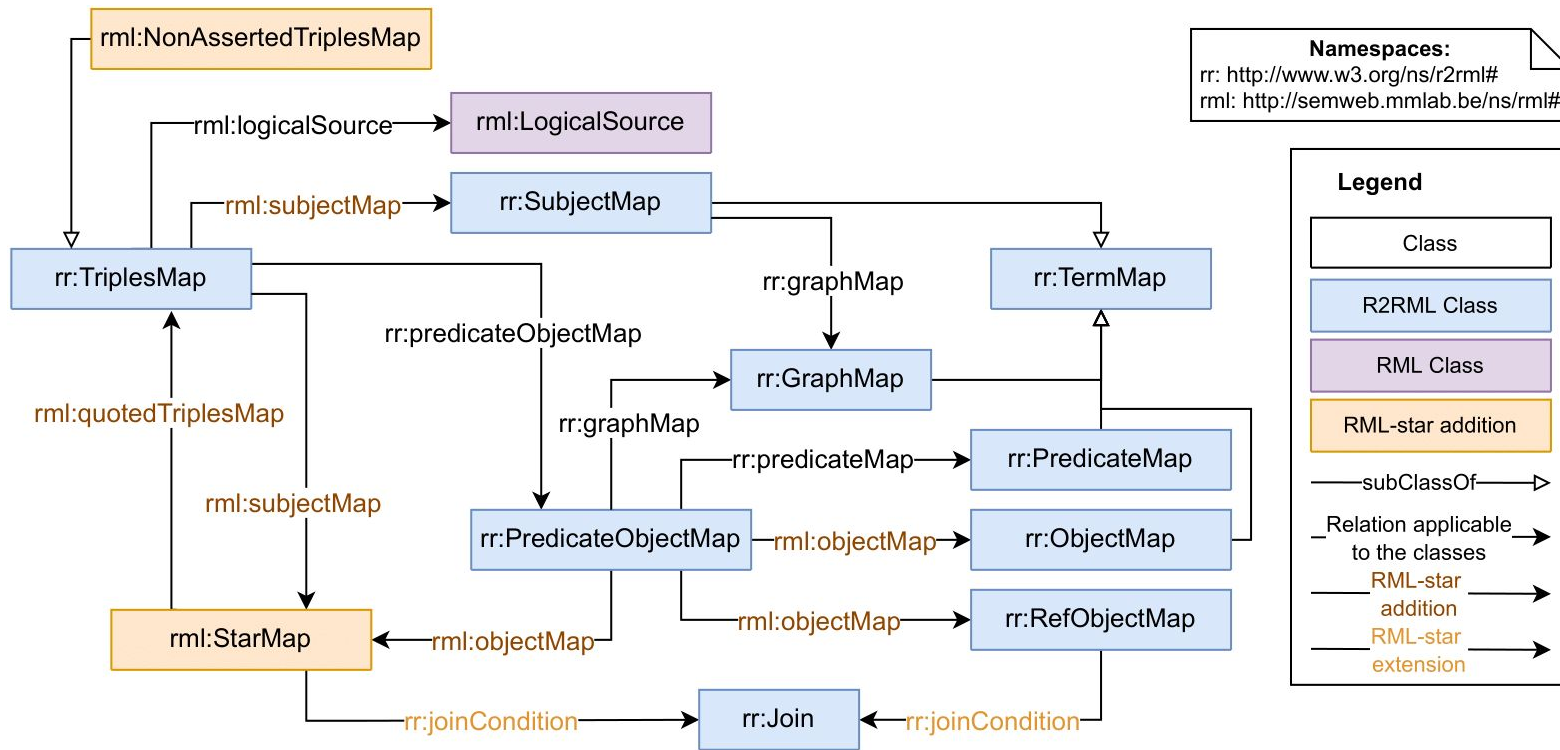 rml:NonAssertedTriplesMap
Namespaces:
rr: http://www.w3.org/ns/r2rml#
rml: http://semweb.mmlab.be/ns/rml#
rml:logicalSource
rml:LogicalSource
rml:subjectMap
rr:SubjectMap
rr:TriplesMap
rr:graphMap
rr:TermMap
rr:predicateObjectMap
rr:GraphMap
rml:quotedTriplesMap
rr:graphMap
rr:predicateMap
rr:PredicateMap
rml:subjectMap
rr:PredicateObjectMap
rml:objectMap
rr:ObjectMap
rml:StarMap
rml:objectMap
rml:objectMap
rr:RefObjectMap
rr:joinCondition
rr:Join
rr:joinCondition
Legend
Class
R2RML Class
RML Class
RML-star addition
subClassOf
Relation applicable
to the classes
RML-star
addition
RML-star
extension